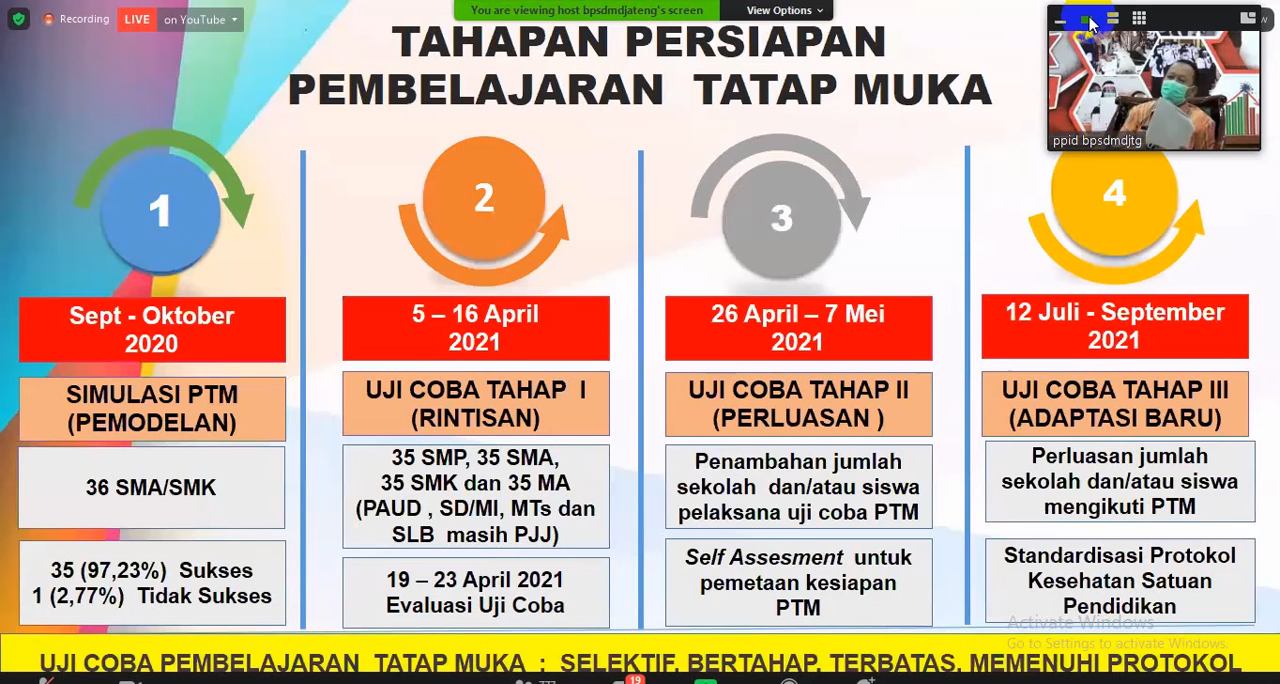 Recording
LIVE
on YouTube
You are viewing host bpsdmdjateng's screen
View Options
TAHAPAN PERSIAPAN
PEMBELAJARAN TATAP MUKA
ppid bpsdmdjtg
1
Sept - Oktober
2020
SIMULASI PTM
(PEMODELAN)
36 SMA/SMK
35 (97,23%) Sukses
1 (2,77%) Tidak Sukses
2
5 – 16 April
2021
UJI COBA TAHAP I
(RINTISAN)
35 SMP, 35 SMA,
35 SMK dan 35 MA
(PAUD , SD/MI, MTs dan
SLB masih PJJ)
19 – 23 April 2021
Evaluasi Uji Coba
3
26 April – 7 Mei
2021
UJI COBA TAHAP II
(PERLUASAN )
Penambahan jumlah
sekolah dan/atau siswa
pelaksana uji coba PTM
Self Assesment untuk
pemetaan kesiapan
PTM
4
12 Juli - September
2021
UJI COBA TAHAP III
(ADAPTASI BARU)
Perluasan jumlah
sekolah dan/atau siswa
mengikuti PTM
Standardisasi Protokol
Kesehatan Satuan
Pendidikan
Activate Windows
Go to Settings to activate Windows.
UJI COBA PEMBELAJARAN TATAP MUKA : SELEKTIF, BERTAHAP, TERBATAS, MEMENUHI PROTOKOL
19